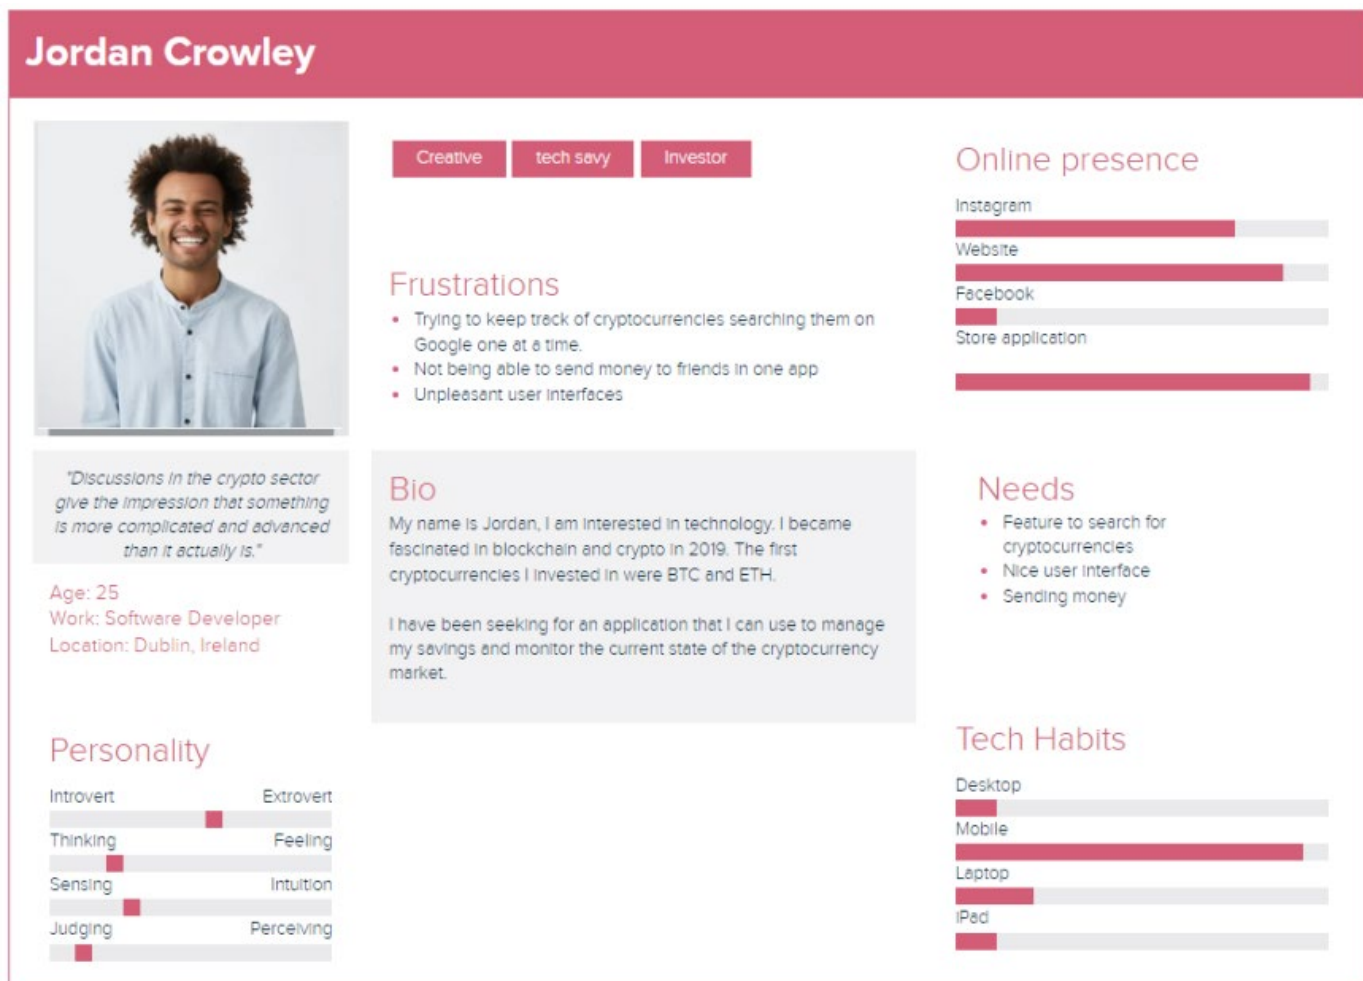 Jordan Crowley
Creative
tech savy
Investor
Frustrations
• Trying to keep track of cryptocurrencies searching them on
Google one at a time.
• Not being able to send money to friends in one app
• Unpleasant user interfaces
Online presence
Instagram
Website
Facebook
Store application
"Discussions in the crypto sector
give the impression that something
is more complicated and advanced
than it actually is."
Age: 25
Work: Software Developer
Location: Dublin, Ireland
Bio
My name is Jordan, I am interested in technology. I became
fascinated in blockchain and crypto in 2019. The first
cryptocurrencies I invested in were BTC and ETH.
I have been seeking for an application that I can use to manage
my savings and monitor the current state of the cryptocurrency
market.
Needs
• Feature to search for
cryptocurrencies
• Nice user interface
• Sending money
Personality
Introvert Extrovert
Thinking Feeling
Sensing Intuition
Judging Perceiving
Tech Habits
Desktop
Mobile
Laptop
iPad